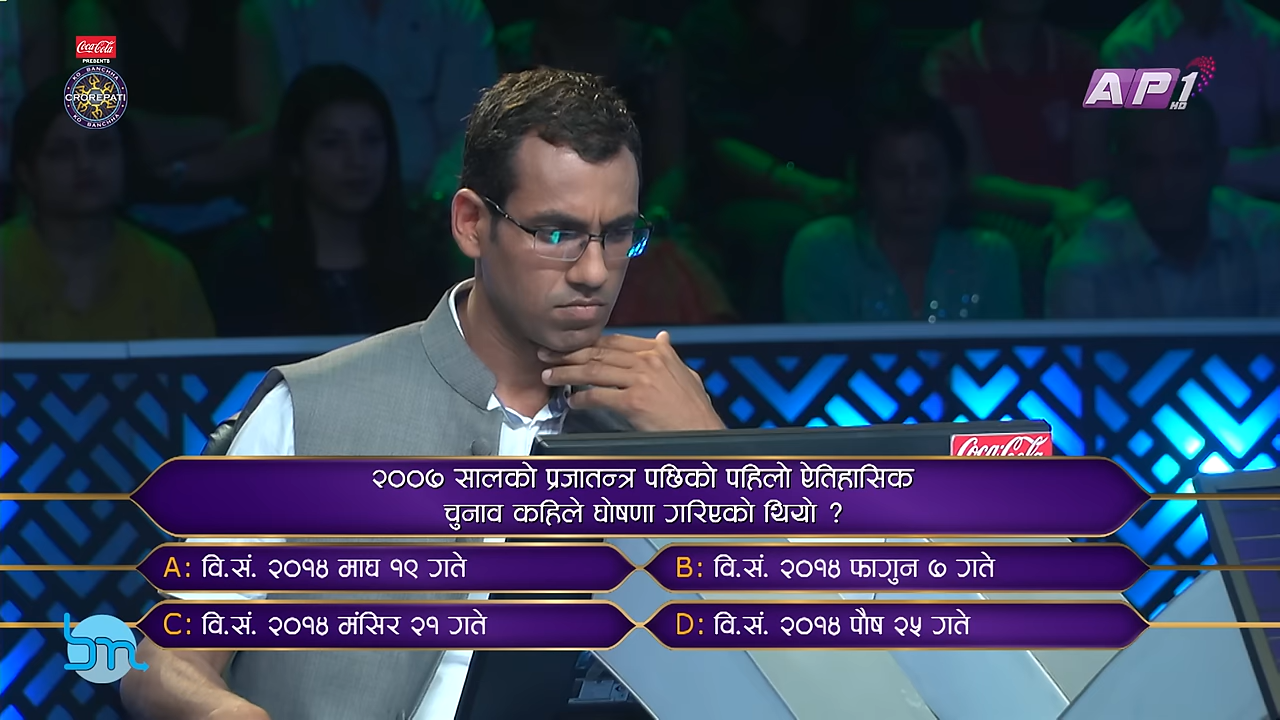 Coca-Cola
PRESENTS
KO BANCHHA
CROREPATI
KO BANCHHA
AP1
HD
Coca-Cola
२००७ सालको प्रजातन्त्र पछिको पहिलो ऐतिहासिक
चुनाव कहिले घोषणा गरिएको थियो ?
A: वि.सं. २०१४ माघ १९ गते
B: वि.सं. २०१४ फागुन ७ गते
C: वि.सं. २०१४ मंसिर २१ गते
D: वि.सं. २०१४ पौष २५ गते
bm